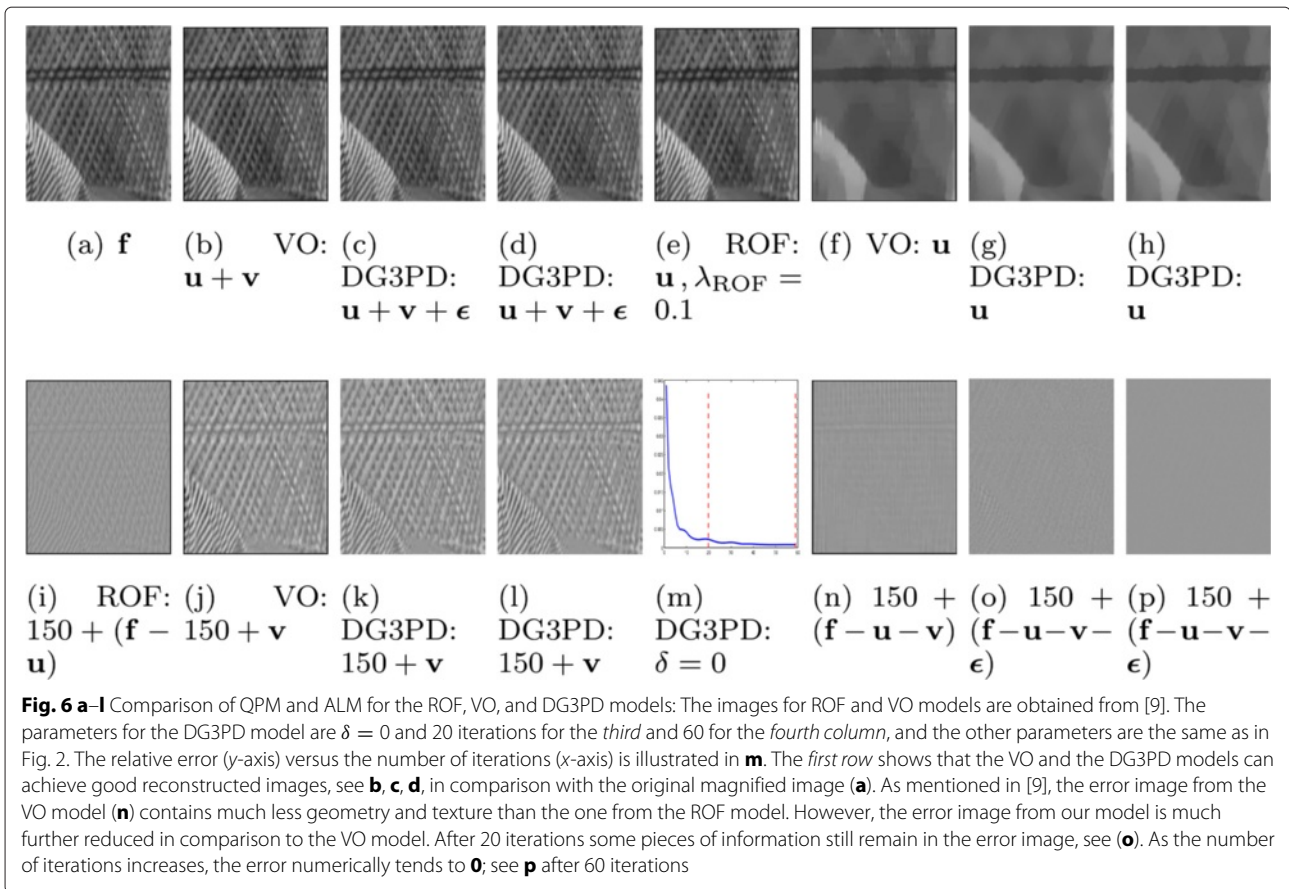 (a) f
(b) VO:
u + v
(c)
DG3PD:
u + v + ϵ
(d)
DG3PD:
u + v + ϵ
(e) ROF:
u , λROF =
0.1
(f) VO: u
(g)
DG3PD:
u
(h)
DG3PD:
u
(i) ROF:
150 + (f −
u)
(j) VO:
150 + v
(k)
DG3PD:
150 + v
(l)
DG3PD:
150 + v
(m)
DG3PD:
δ = 0
(n) 150 +
(f − u − v)
(o) 150 +
(f−u−v−
ϵ)
(p) 150 +
(f−u−v−
ϵ)
Fig. 6 a–l Comparison of QPM and ALM for the ROF, VO, and DG3PD models: The images for ROF and VO models are obtained from [9]. The
parameters for the DG3PD model are δ = 0 and 20 iterations for the third and 60 for the fourth column, and the other parameters are the same as in
Fig. 2. The relative error (y-axis) versus the number of iterations (x-axis) is illustrated in m. The first row shows that the VO and the DG3PD models can
achieve good reconstructed images, see b, c, d, in comparison with the original magnified image (a). As mentioned in [9], the error image from the
VO model (n) contains much less geometry and texture than the one from the ROF model. However, the error image from our model is much
further reduced in comparison to the VO model. After 20 iterations some pieces of information still remain in the error image, see (o). As the number
of iterations increases, the error numerically tends to 0; see p after 60 iterations